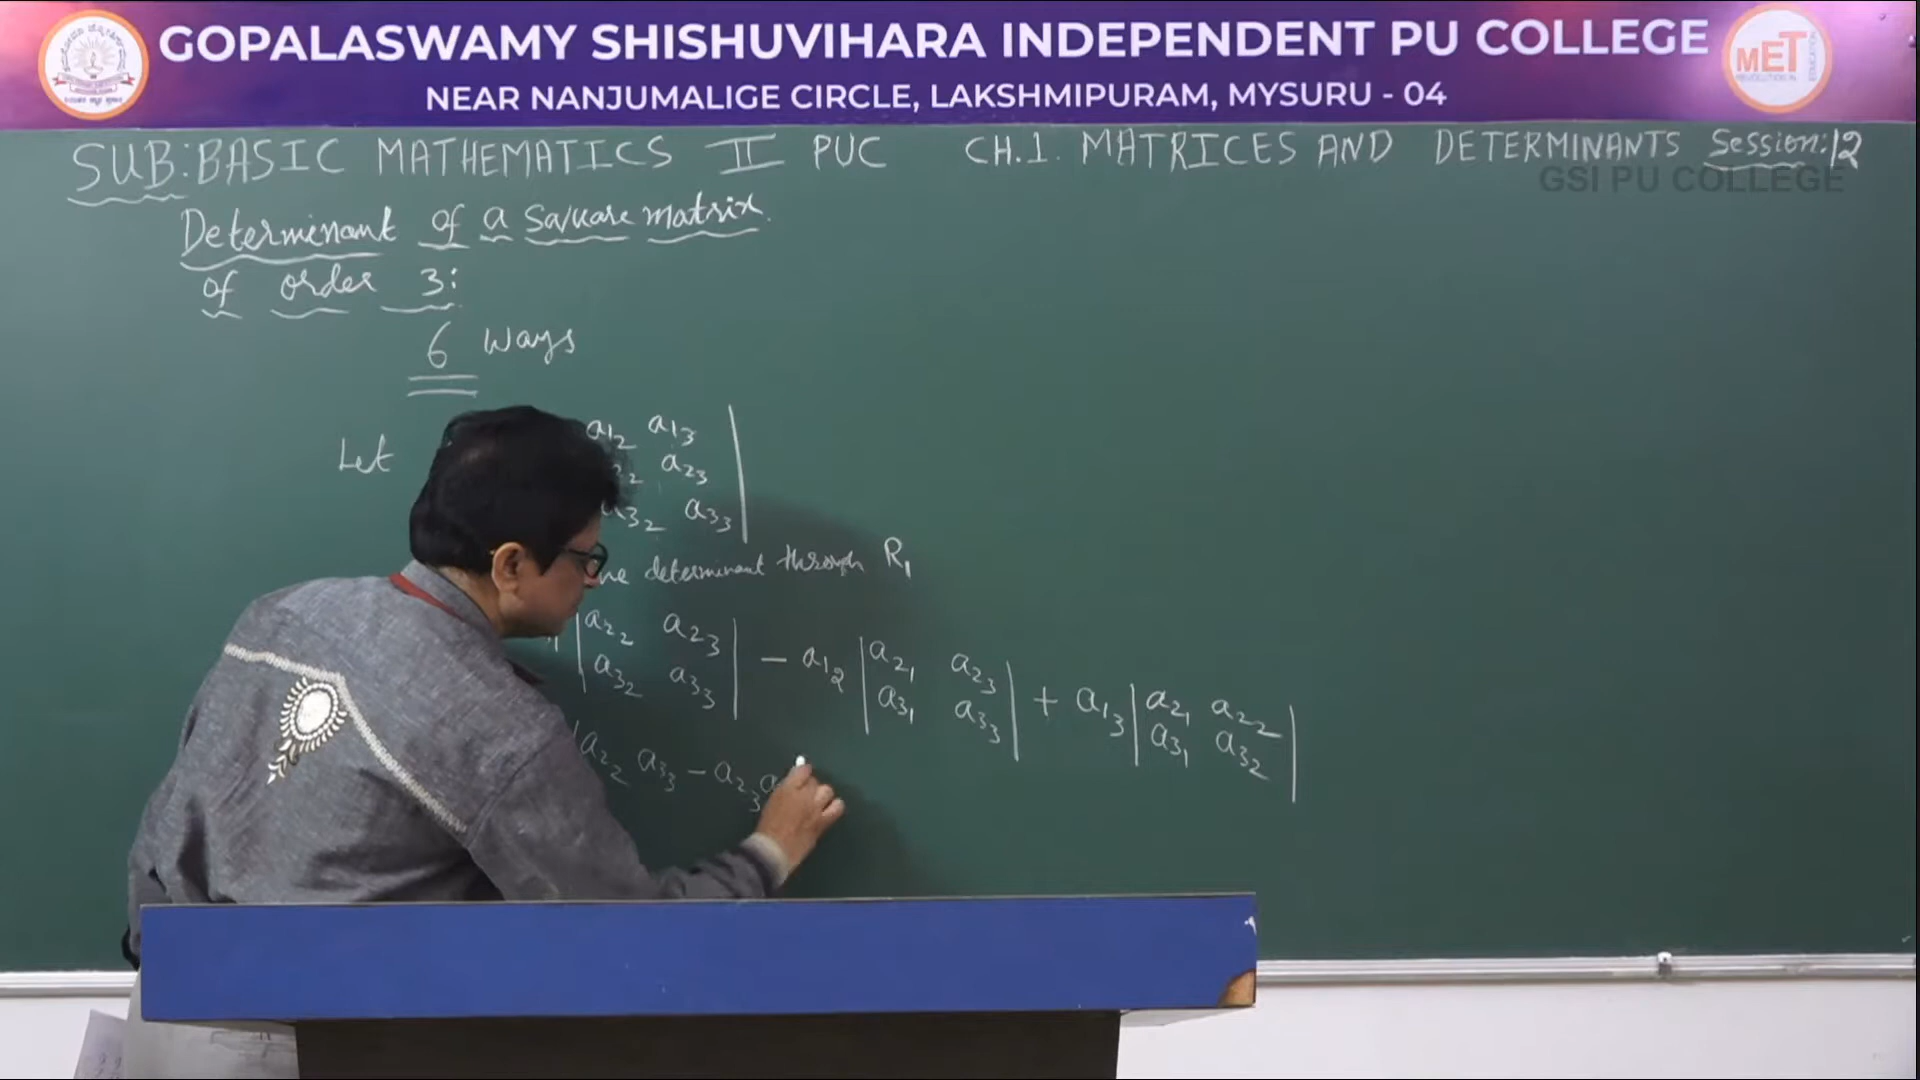 GOPALASWAMY SHISHUVIHARA INDEPENDENT PU COLLEGE
NEAR NANJUMALIGE CIRCLE, LAKSHMIPURAM, MYSURU - 04
MET
SUB: BASIC MATHEMATICS II PUC CH.1. MATRICES AND DETERMINANTS Session:12
GSI PU COLLEGE
Determinant of a Square matrix.
of order 3:
6 ways
Let a₁₂ a₁₃ |
a₂₃
a₃₂ a₃₃
determinant through R₁
| a₂₂ a₂₃ | − a₁₂ | a₂₁ a₂₃ | + a₁₃ | a₂₁ a₂₂ |
| a₃₂ a₃₃ | | a₃₁ a₃₃ | | a₃₁ a₃₂ |
a₂₂ a₃₃ − a₂₃ a